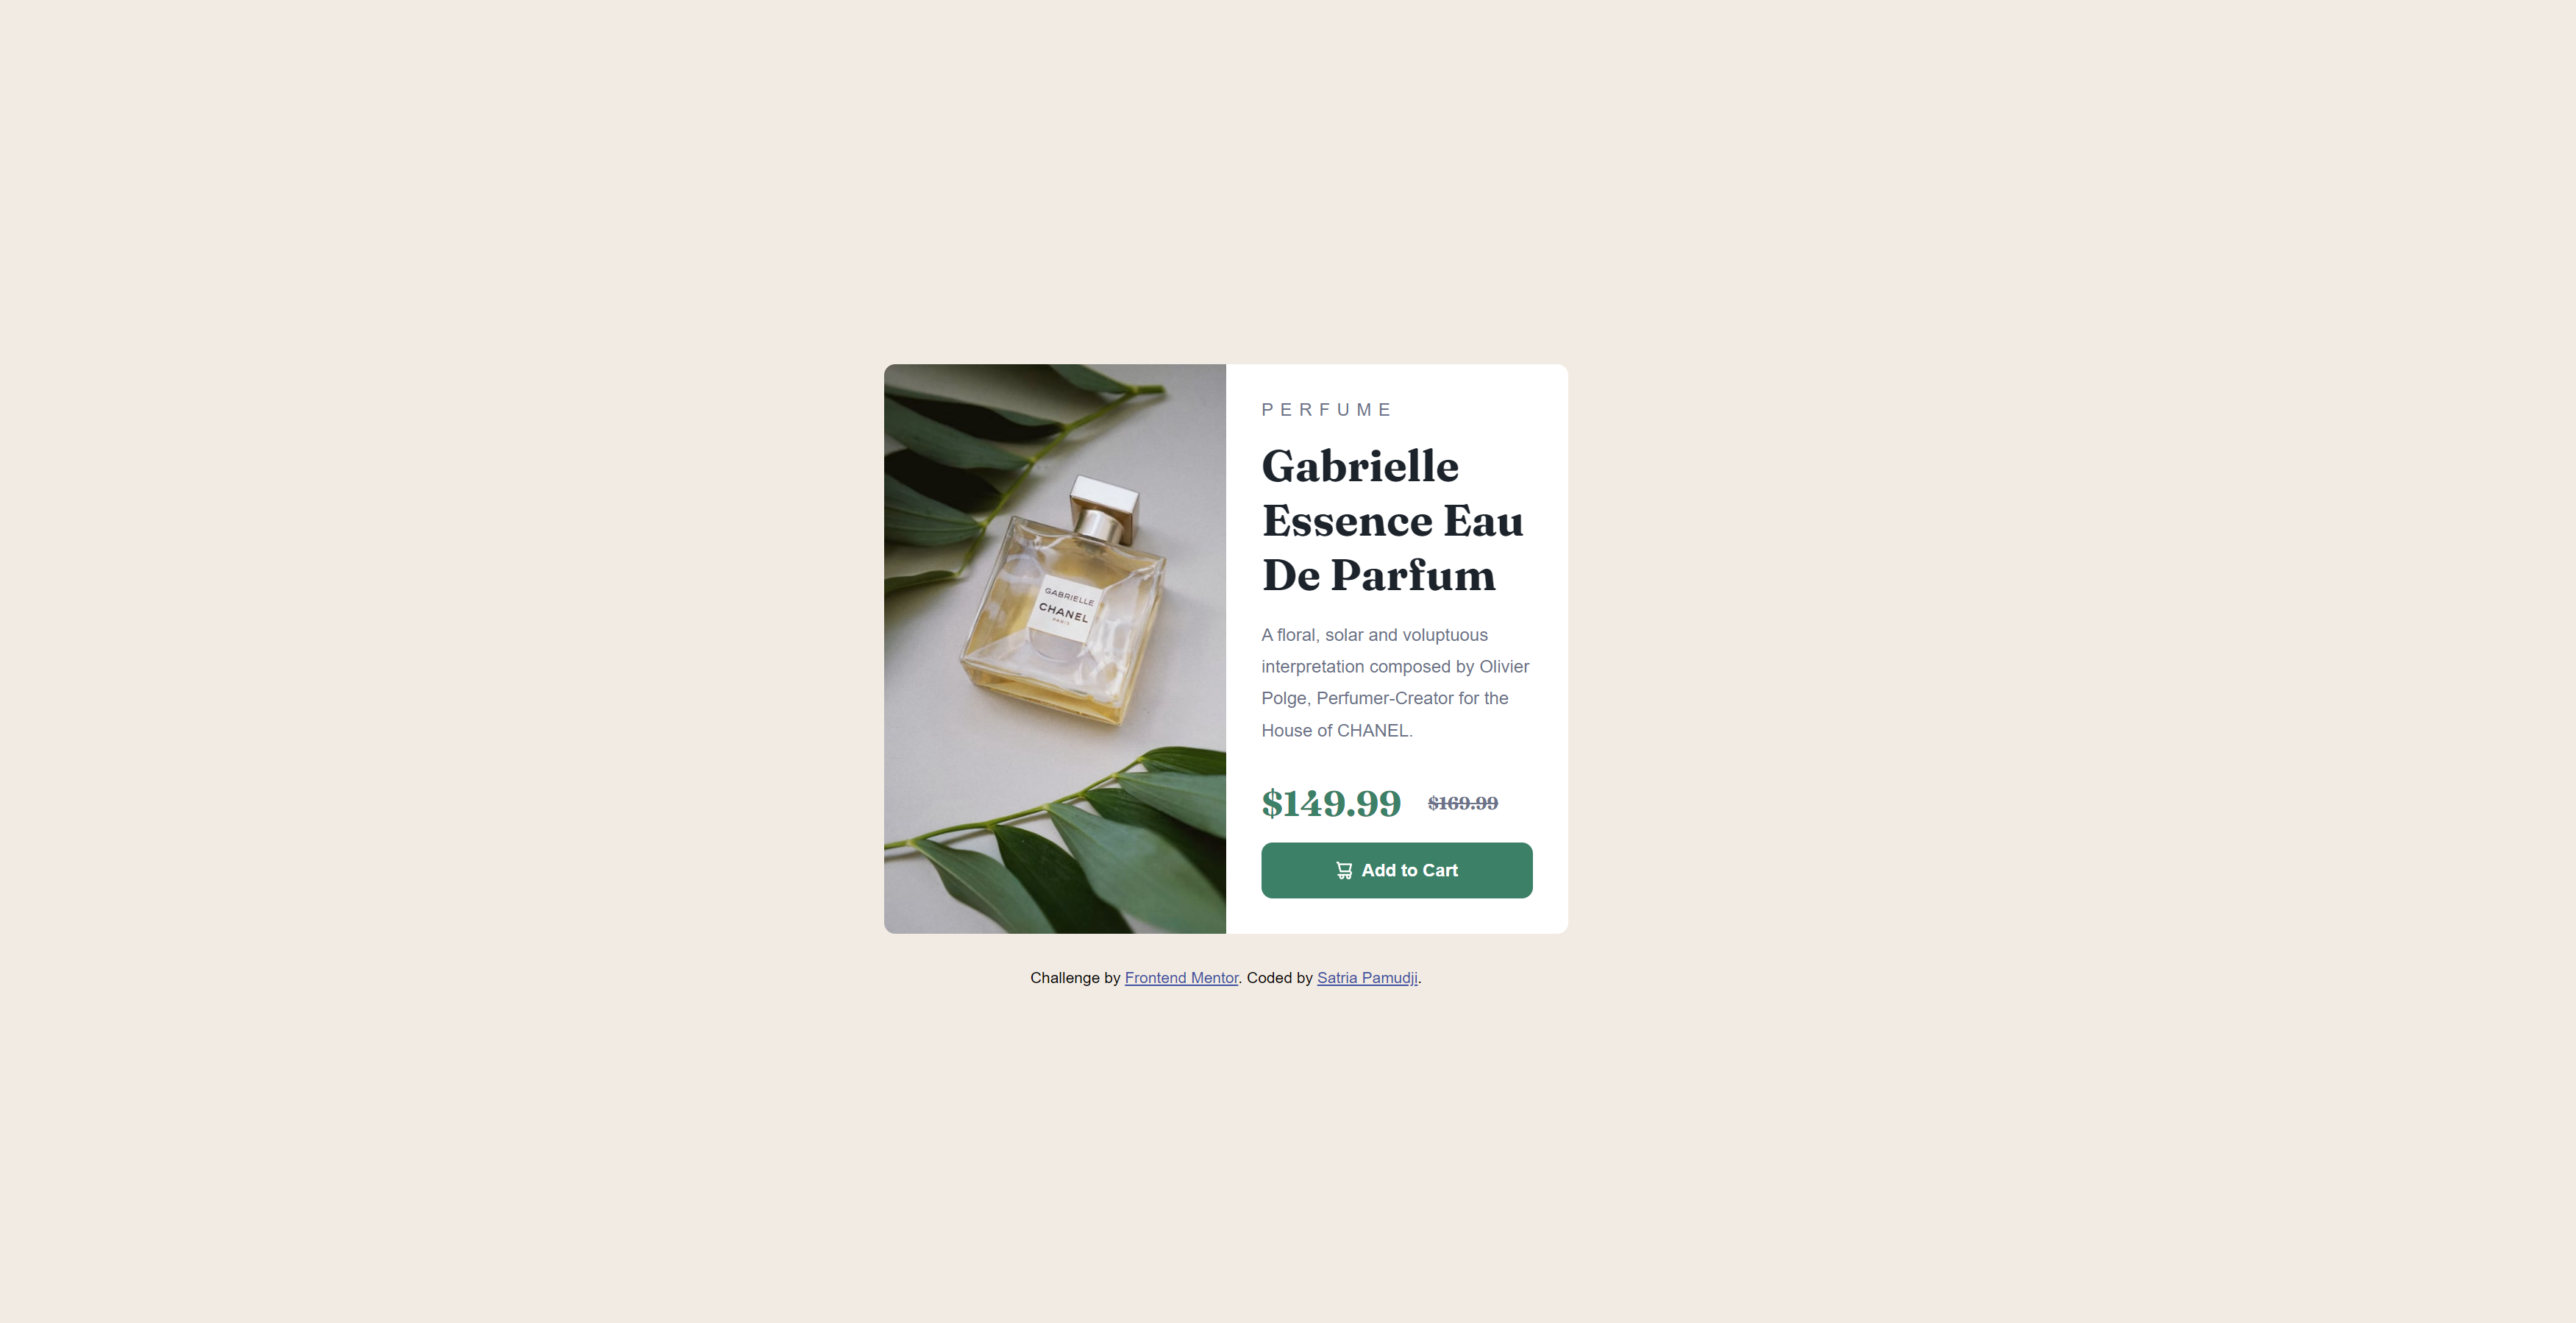 GABRIELLE
CHANEL
PARIS
PERFUME
Gabrielle
Essence Eau
De Parfum
A floral, solar and voluptuous
interpretation composed by Olivier
Polge, Perfumer-Creator for the
House of CHANEL.
$149.99 $169.99
Add to Cart
Challenge by Frontend Mentor. Coded by Satria Pamudji.